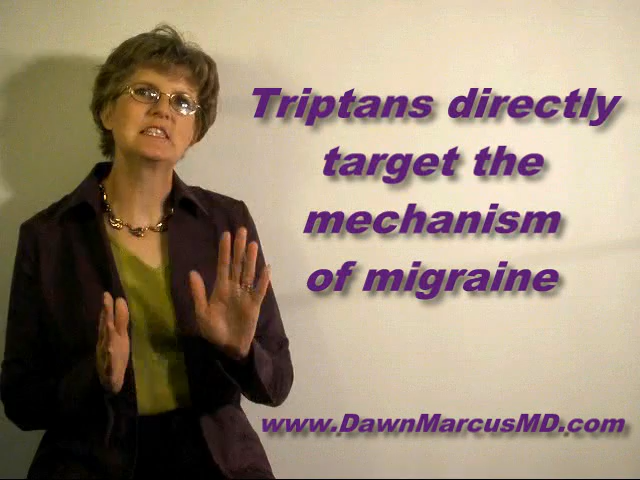 Triptans directly
target the
mechanism
of migraine
www.DawnMarcusMD.com